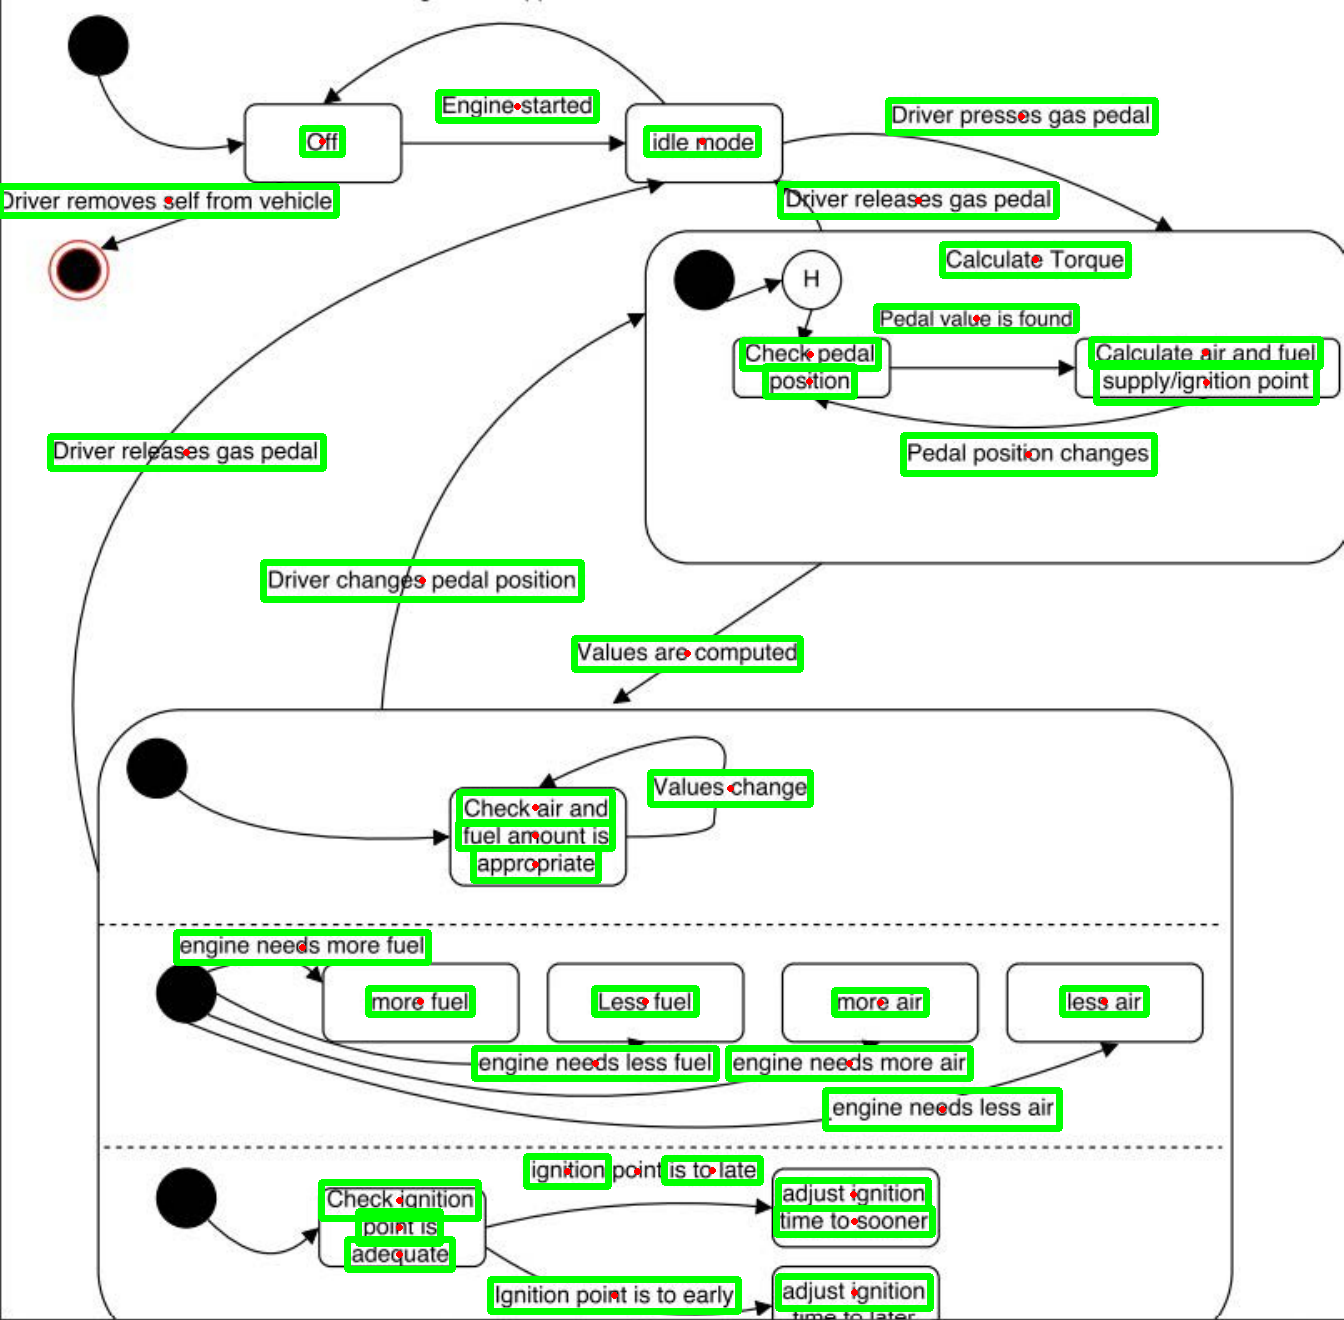 Engine started
Driver presses gas pedal
Off
idle mode
Driver removes self from vehicle
Driver releases gas pedal
Calculate Torque
H
Pedal value is found
Check pedal
position
Calculate air and fuel
supply/ignition point
Pedal position changes
Driver releases gas pedal
Driver changes pedal position
Values are computed
Values change
Check air and
fuel amount is
appropriate
engine needs more fuel
more fuel
Less fuel
more air
less air
engine needs less fuel
engine needs more air
engine needs less air
ignition point is to late
Check ignition
point is
adequate
adjust ignition
time to sooner
Ignition point is to early
adjust ignition
time to later